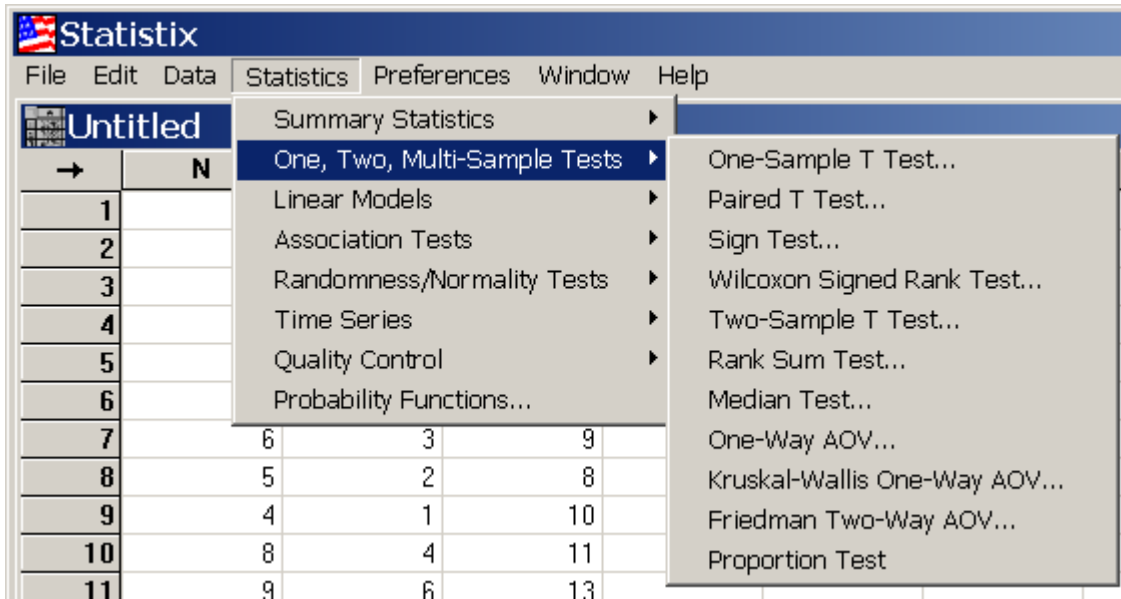 Statistix
File Edit Data Statistics Preferences Window Help
Untitled
Summary Statistics
One, Two, Multi-Sample Tests
Linear Models
Association Tests
Randomness/Normality Tests
Time Series
Quality Control
Probability Functions...
One-Sample T Test...
Paired T Test...
Sign Test...
Wilcoxon Signed Rank Test...
Two-Sample T Test...
Rank Sum Test...
Median Test...
One-Way AOV...
Kruskal-Wallis One-Way AOV...
Friedman Two-Way AOV...
Proportion Test
N
1
2
3
4
5
6
7 6 3 9
8 5 2 8
9 4 1 10
10 8 4 11
11 9 6 13